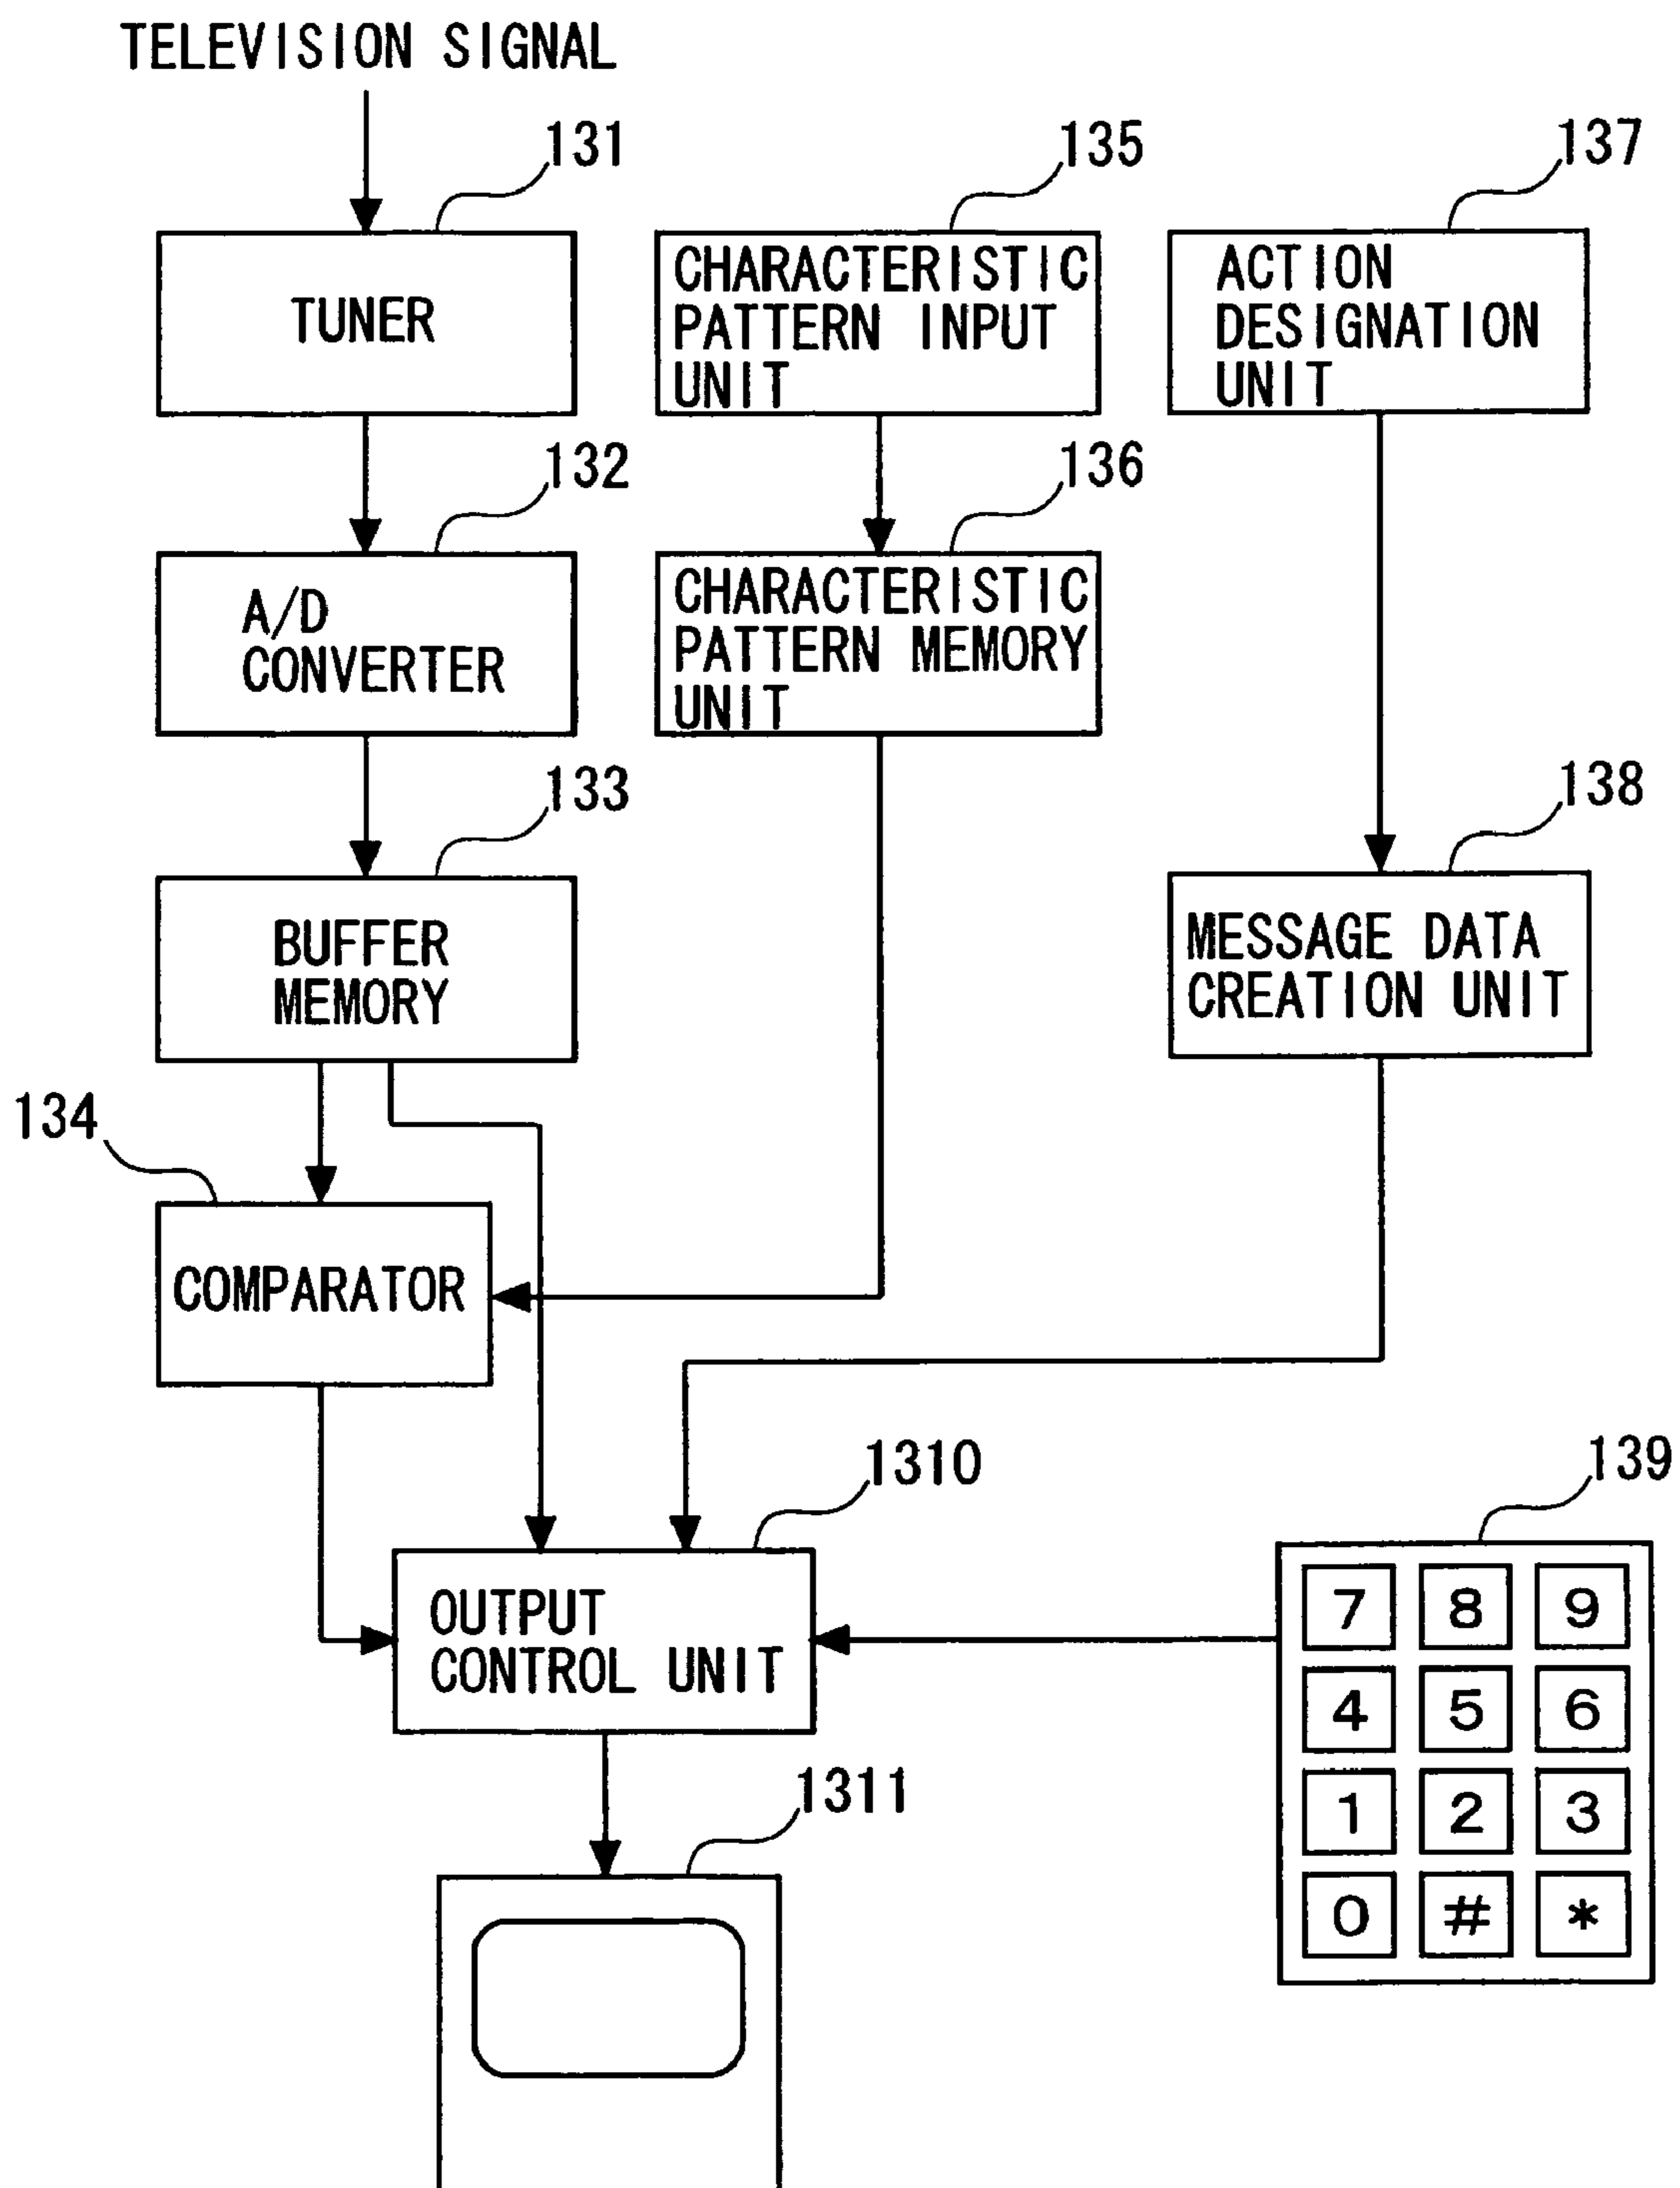 TELEVISION SIGNAL
131
135
137
TUNER
CHARACTERISTIC
PATTERN INPUT
UNIT
ACTION
DESIGNATION
UNIT
132
136
A/D
CONVERTER
CHARACTERISTIC
PATTERN MEMORY
UNIT
133
138
BUFFER
MEMORY
MESSAGE DATA
CREATION UNIT
134
COMPARATOR
1310
139
OUTPUT
CONTROL UNIT
7 8 9
4 5 6
1 2 3
0 # *
1311